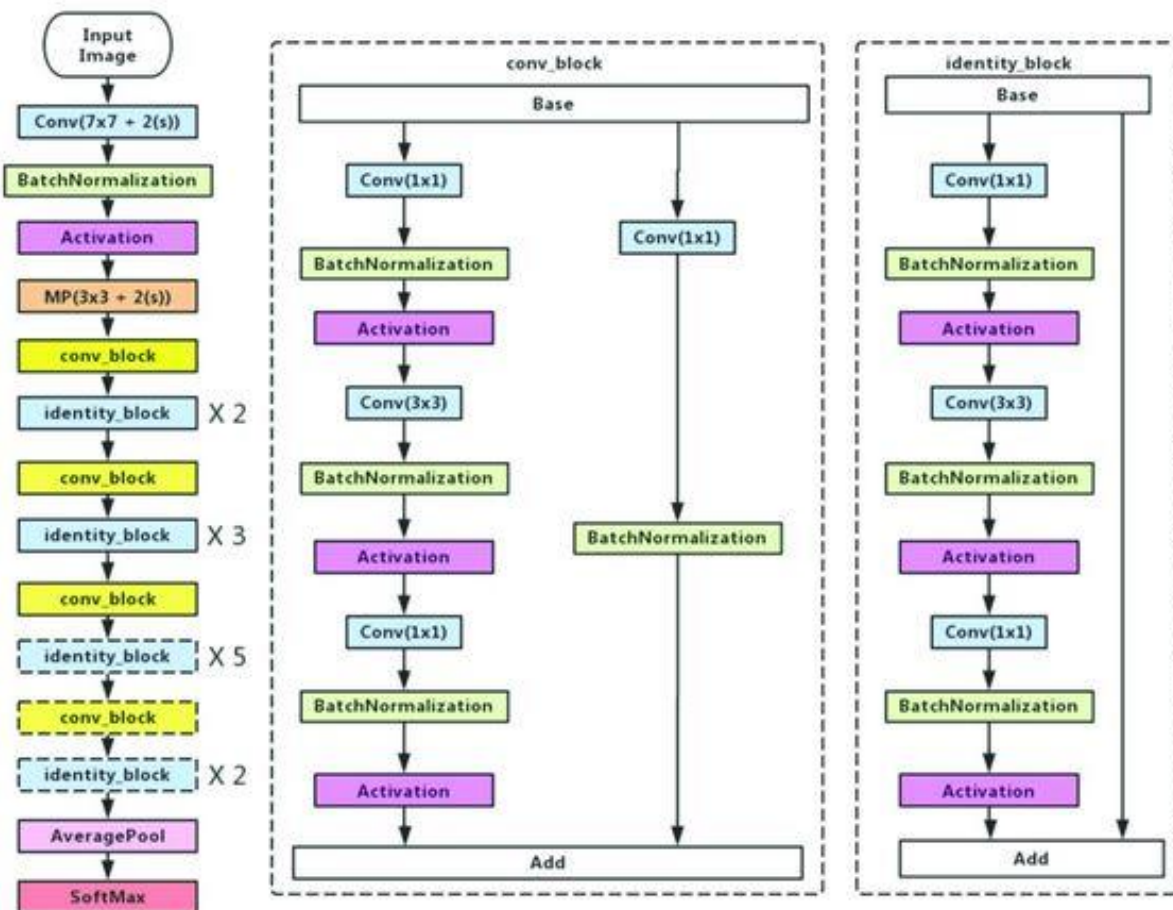 Input
Image
Conv(7x7 + 2(s))
BatchNormalization
Activation
MP(3x3 + 2(s))
conv_block
identity_block X 2
conv_block
identity_block X 3
conv_block
identity_block X 5
conv_block
identity_block X 2
AveragePool
SoftMax
conv_block
Base
Conv(1x1)
BatchNormalization
Activation
Conv(3x3)
BatchNormalization
Activation
Conv(1x1)
BatchNormalization
Activation
Conv(1x1)
BatchNormalization
Add
identity_block
Base
Conv(1x1)
BatchNormalization
Activation
Conv(3x3)
BatchNormalization
Activation
Conv(1x1)
BatchNormalization
Activation
Add